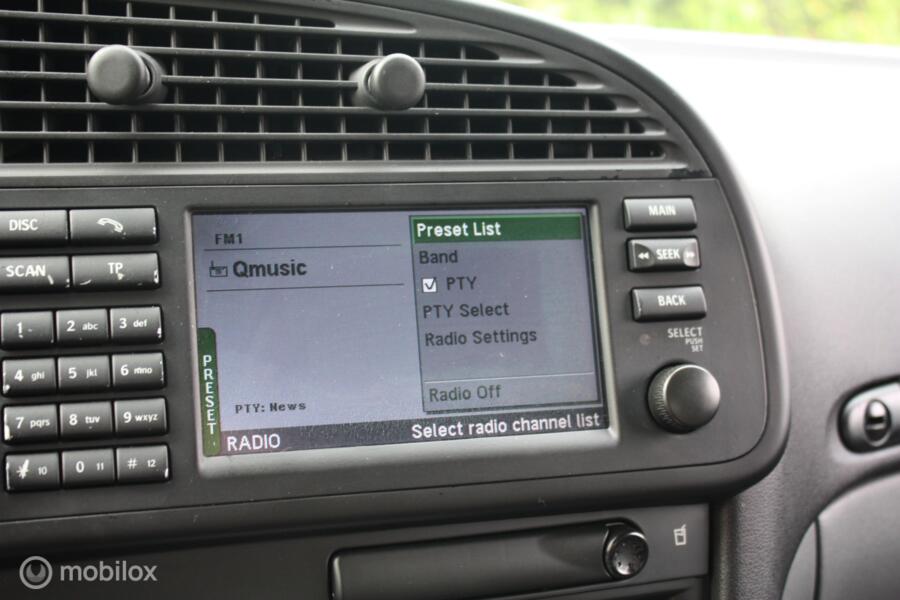 DISC
SCAN TP
1 2 abc 3 def
4 ghi 5 jkl 6 mno
7 pqrs 8 tuv 9 wxyz
* 10 0 11 # 12
FM1
Qmusic
PRESET
PTY: News
RADIO
Preset List
Band
PTY
PTY Select
Radio Settings
Radio Off
Select radio channel list
MAIN
SEEK
BACK
SELECT
PUSH
SET
mobilox